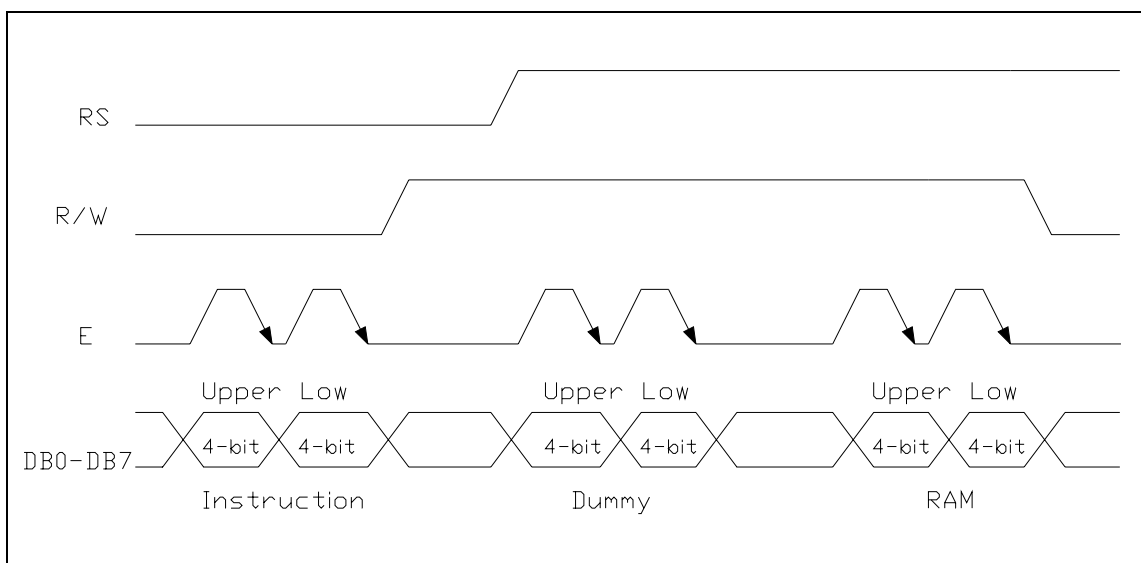 RS
R/W
E
Upper Low Upper Low Upper Low
DB0-DB7 4-bit 4-bit 4-bit 4-bit 4-bit 4-bit
Instruction Dummy RAM